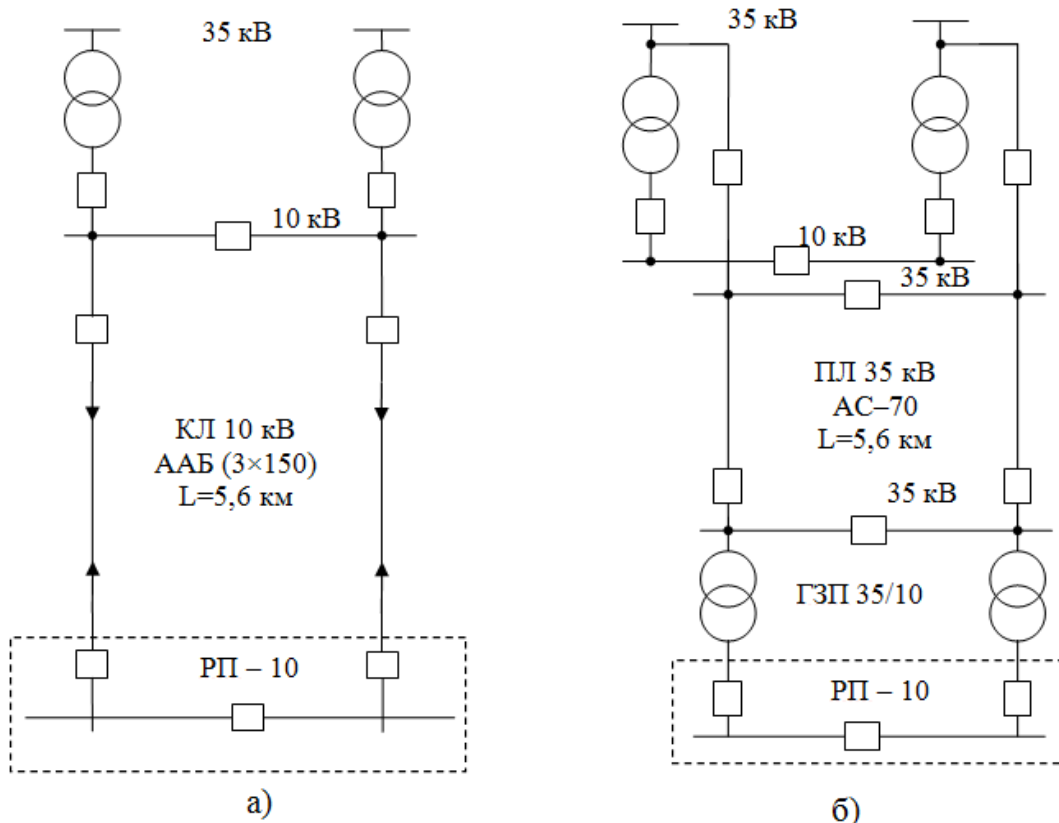 35 кВ
10 кВ
КЛ 10 кВ
ААБ (3×150)
L=5,6 км
РП – 10
а)
35 кВ
10 кВ
35 кВ
ПЛ 35 кВ
АС–70
L=5,6 км
35 кВ
ГЗП 35/10
РП – 10
б)